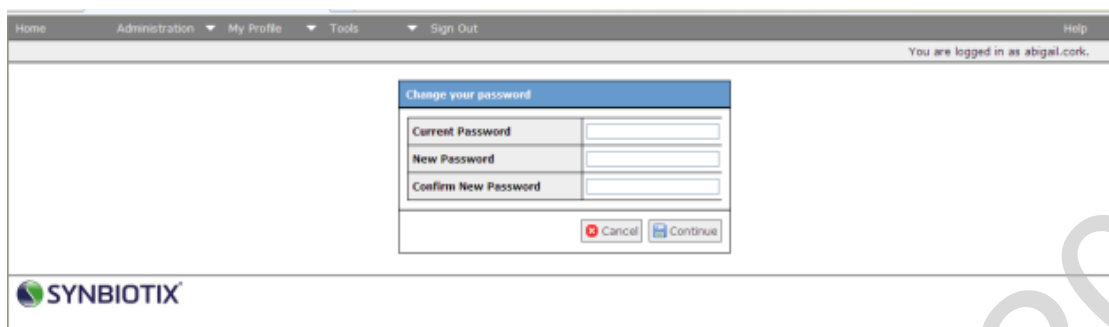 Home Administration My Profile Tools Sign Out Help
You are logged in as abigail.cork.
Change your password
Current Password
New Password
Confirm New Password
Cancel Continue
SYNBIOTIX